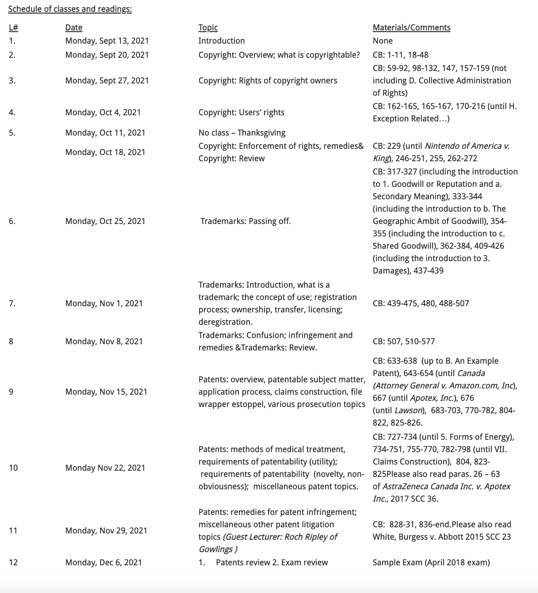 Schedule of classes and readings:
L# Date Topic Materials/Comments
1. Monday, Sept 13, 2021 Introduction None
2. Monday, Sept 20, 2021 Copyright: Overview; what is copyrightable? CB: 1-11, 18-48
CB: 59-92, 98-132, 147, 157-159 (not
3. Monday, Sept 27, 2021 Copyright: Rights of copyright owners including D. Collective Administration
of Rights)
4. Monday, Oct 4, 2021 Copyright: Users' rights CB: 162-165, 165-167, 170-216 (until H.
Exception Related...)
5. Monday, Oct 11, 2021 No class – Thanksgiving
Monday, Oct 18, 2021 Copyright: Enforcement of rights, remedies& CB: 229 (until Nintendo of America v.
Copyright: Review King), 246-251, 255, 262-272
CB: 317-327 (including the introduction
to 1. Goodwill or Reputation and a.
Secondary Meaning), 333-344
(including the introduction to b. The
6. Monday, Oct 25, 2021 Trademarks: Passing off. Geographic Ambit of Goodwill), 354-
355 (including the introduction to c.
Shared Goodwill), 362-384, 409-426
(including the introduction to 3.
Damages), 437-439
Trademarks: Introduction, what is a
trademark; the concept of use; registration
7. Monday, Nov 1, 2021 process; ownership, transfer, licensing; CB: 439-475, 480, 488-507
deregistration.
8 Monday, Nov 8, 2021 Trademarks: Confusion; infringement and CB: 507, 510-577
remedies &Trademarks: Review.
CB: 633-638 (up to B. An Example
Patent), 643-654 (until Canada
9 Monday, Nov 15, 2021 Patents: overview, patentable subject matter, (Attorney General v. Amazon.com, Inc),
application process, claims construction, file 667 (until Apotex, Inc.), 676
wrapper estoppel, various prosecution topics (until Lawson), 683-703, 770-782, 804-
822, 825-826.
CB: 727-734 (until 5. Forms of Energy),
Patents: methods of medical treatment, 734-751, 755-770, 782-798 (until VII.
10 Monday Nov 22, 2021 requirements of patentability (utility); Claims Construction), 804, 823-
requirements of patentability (novelty, non- 825Please also read paras. 26 – 63
obviousness); miscellaneous patent topics. of AstraZeneca Canada Inc. v. Apotex
Inc., 2017 SCC 36.
Patents: remedies for patent infringement;
11 Monday, Nov 29, 2021 miscellaneous other patent litigation CB: 828-31, 836-end.Please also read
topics (Guest Lecturer: Roch Ripley of White, Burgess v. Abbott 2015 SCC 23
Gowlings )
12 Monday, Dec 6, 2021 1. Patents review 2. Exam review Sample Exam (April 2018 exam)